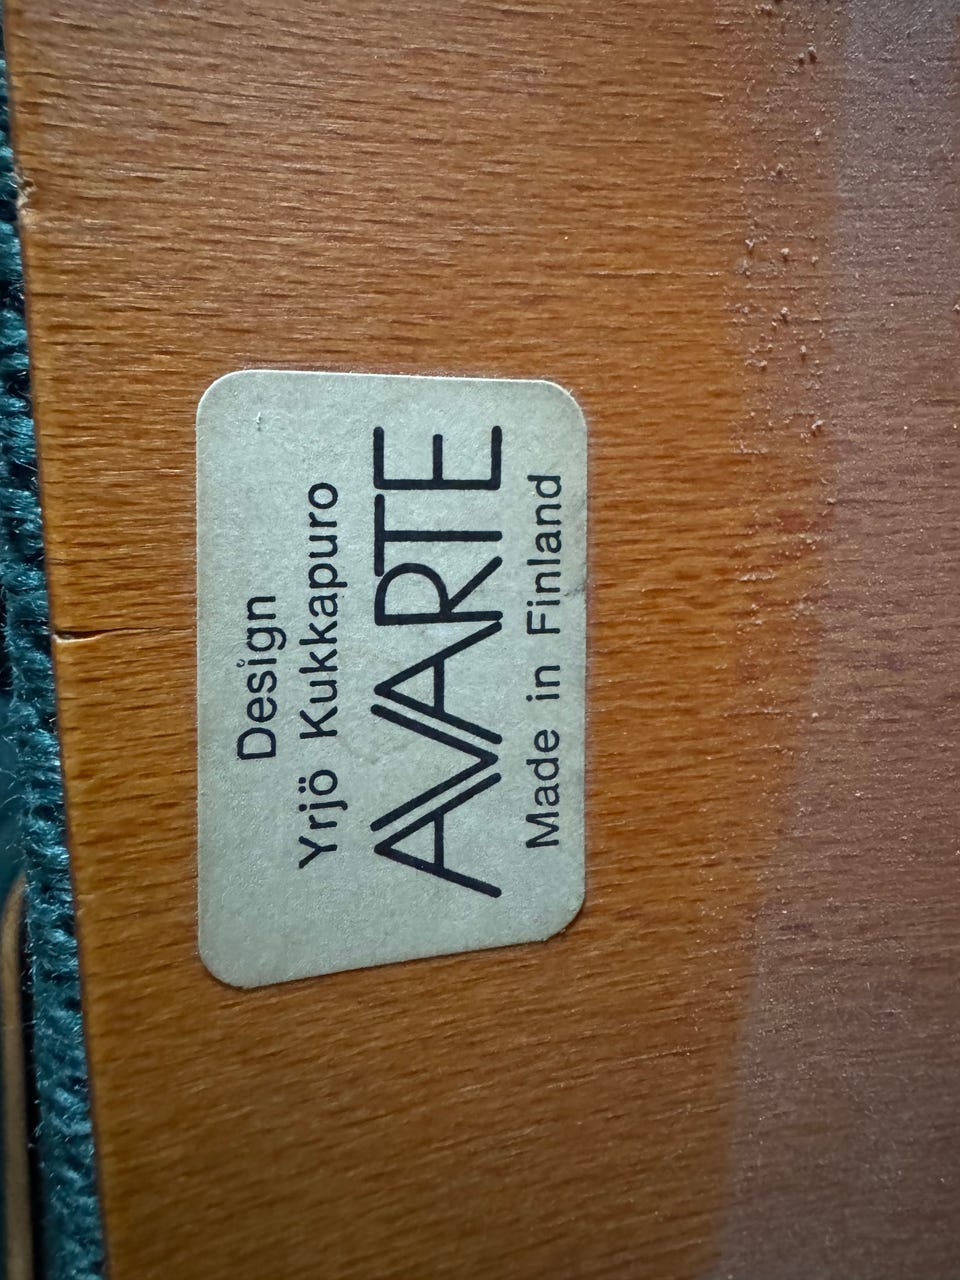 Design
Yrjö Kukkapuro
AVARTE
Made in Finland